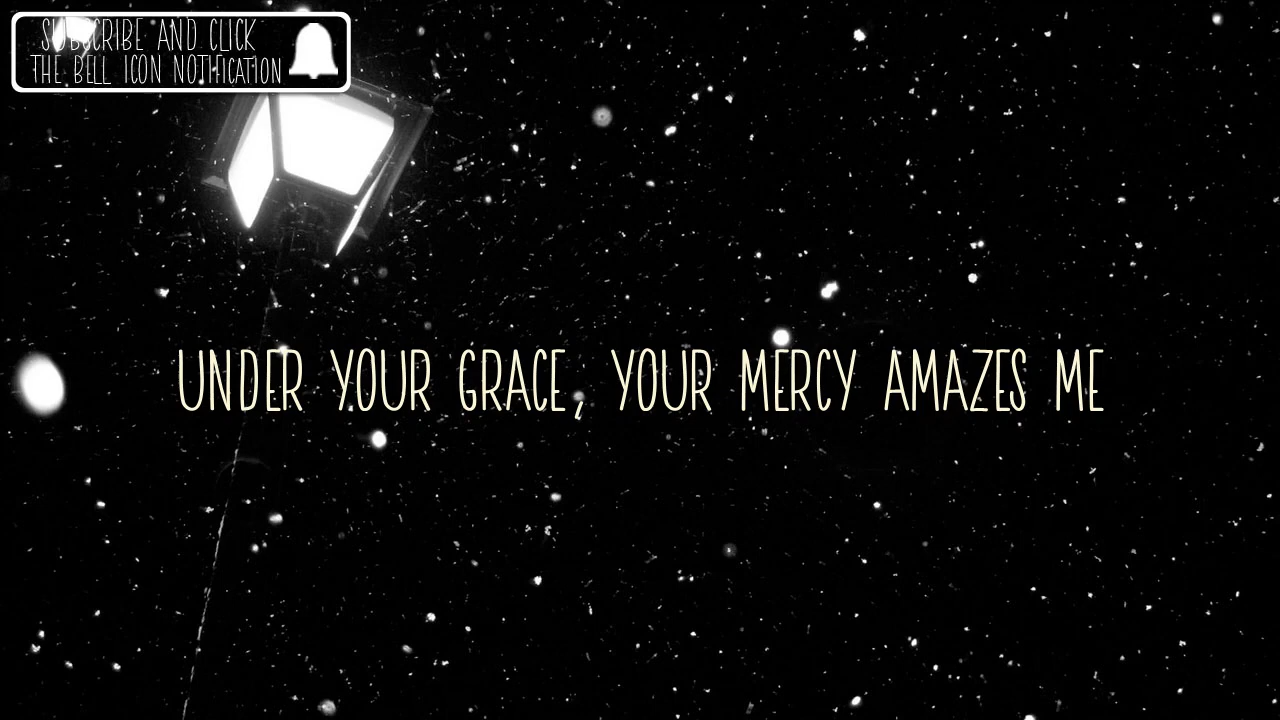 SUBSCRIBE AND CLICK
THE BELL ICON NOTIFICATION
UNDER YOUR GRACE, YOUR MERCY AMAZES ME